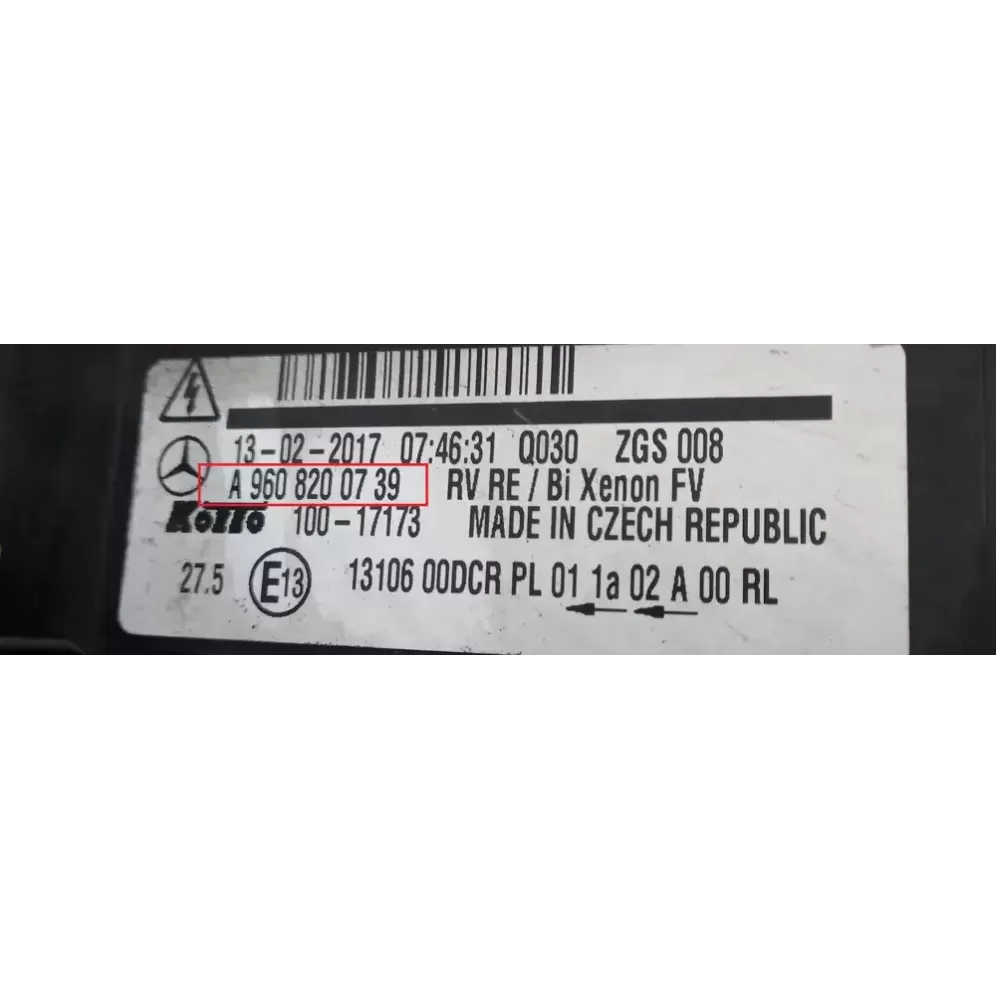 13-02-2017 07:46:31 Q030 ZGS 008
A 960 820 07 39 RV RE / Bi Xenon FV
100-17173 MADE IN CZECH REPUBLIC
27.5 E13 13106 00DCR PL 01 1a 02 A 00 RL